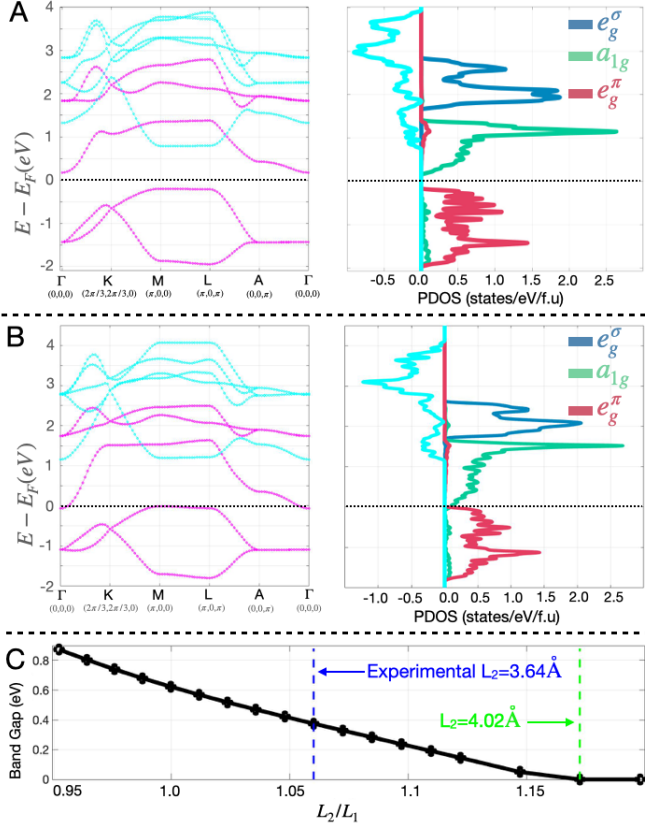 A
E − E_F(eV)
4
3
2
1
0
-1
-2
Γ K M L A Γ
(0,0,0) (2π/3,2π/3,0) (π,0,0) (π,0,π) (0,0,π) (0,0,0)
e_g^σ
a_1g
e_g^π
-0.5 0.0 0.5 1.0 1.5 2.0 2.5
PDOS (states/eV/f.u)
B
E − E_F(eV)
4
3
2
1
0
-1
-2
Γ K M L A Γ
(0,0,0) (2π/3,2π/3,0) (π,0,0) (π,0,π) (0,0,π) (0,0,0)
e_g^σ
a_1g
e_g^π
-1.0 -0.5 0.0 0.5 1.0 1.5 2.0 2.5
PDOS (states/eV/f.u)
C
Band Gap (eV)
0.8
0.6
0.4
0.2
0
Experimental L₂=3.64Å
L₂=4.02Å
0.95 1.0 1.05 1.1 1.15
L₂/L₁